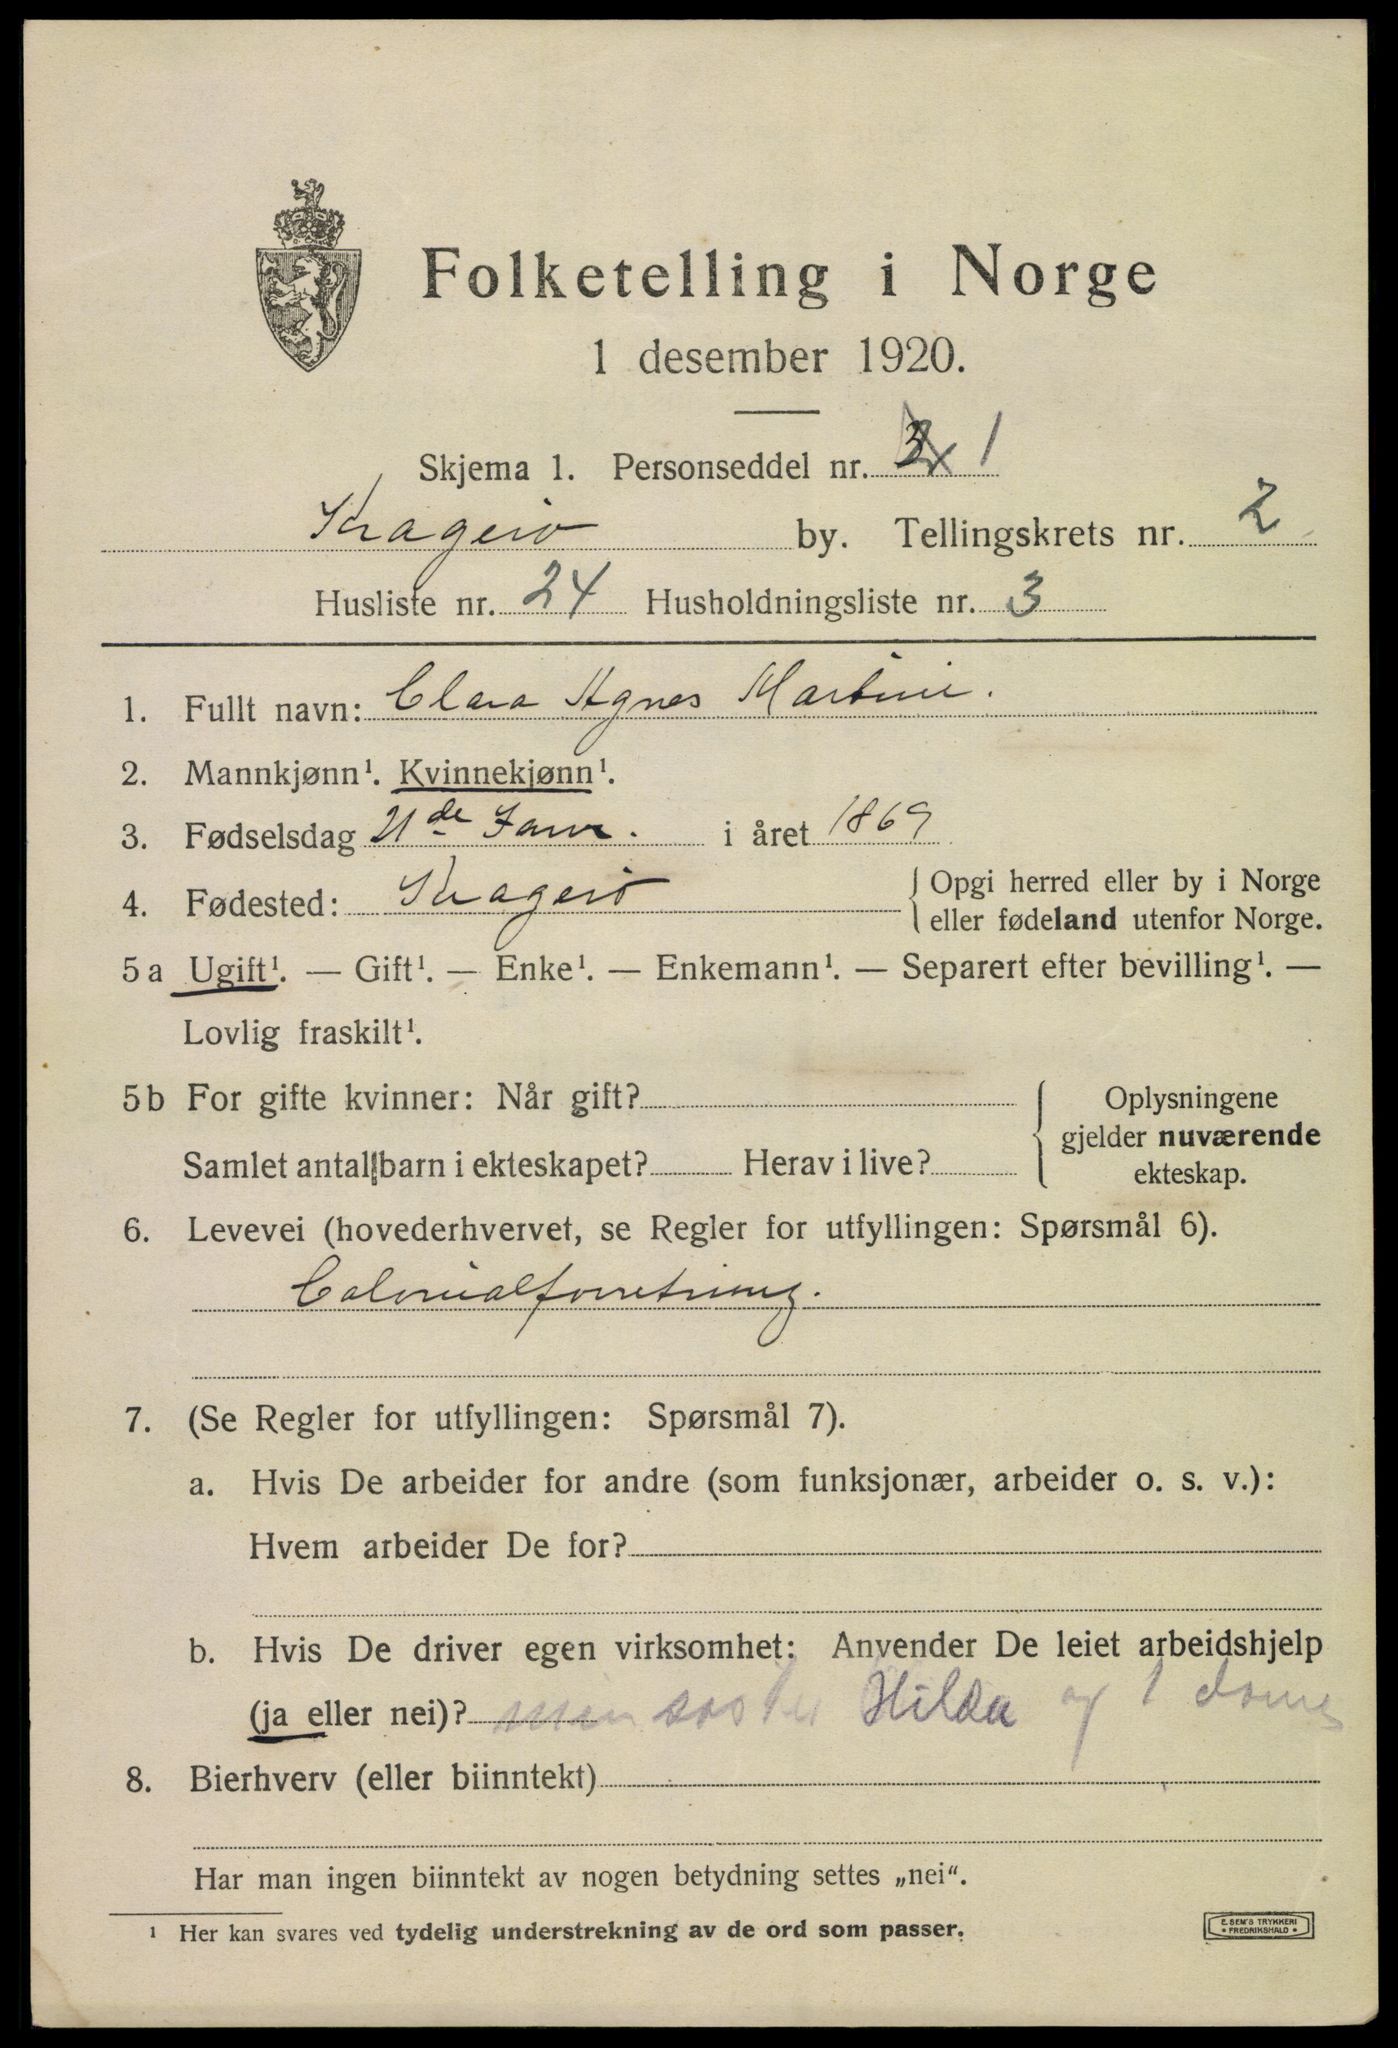 Folketelling i Norge
1 desember 1920.
Skjema 1. Personseddel nr. 3 1
Kragerö by. Tellingskrets nr. 2
Husliste nr. 24 Husholdningsliste nr. 3
1. Fullt navn: Clara Agnes Martini.
2. Mannkjønn¹. Kvinnekjønn¹.
3. Fødselsdag 21de Janr. i året 1869
4. Fødested: Kragerö { Opgi herred eller by i Norge
eller fødeland utenfor Norge.
5a Ugift¹. — Gift¹. — Enke¹. — Enkemann¹. — Separert efter bevilling¹. —
Lovlig fraskilt¹.
5b For gifte kvinner: Når gift? { Oplysningene
gjelder nuværende
Samlet antal barn i ekteskapet? Herav i live? ekteskap.
6. Levevei (hovederhvervet, se Regler for utfyllingen: Spørsmål 6).
Colonialforretning.
7. (Se Regler for utfyllingen: Spørsmål 7).
a. Hvis De arbeider for andre (som funksjonær, arbeider o. s. v.):
Hvem arbeider De for?
b. Hvis De driver egen virksomhet: Anvender De leiet arbeidshjelp
(ja eller nei)? min søster Hilda og 1
8. Bierhverv (eller biinntekt)
Har man ingen biinntekt av nogen betydning settes „nei“.
¹ Her kan svares ved tydelig understrekning av de ord som passer.
E. SEM'S TRYKKERI
• FREDRIKSHALD •